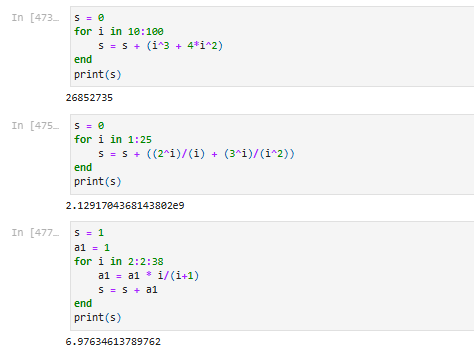 In [473…
s = 0
for i in 10:100
    s = s + (i^3 + 4*i^2)
end
print(s)
26852735
In [475…
s = 0
for i in 1:25
    s = s + ((2^i)/(i) + (3^i)/(i^2))
end
print(s)
2.1291704368143802e9
In [477…
s = 1
a1 = 1
for i in 2:2:38
    a1 = a1 * i/(i+1)
    s = s + a1
end
print(s)
6.97634613789762